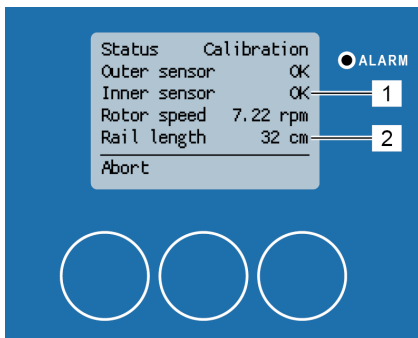 Status Calibration
Outer sensor OK
Inner sensor OK
Rotor speed 7.22 rpm
Rail length 32 cm
Abort
ALARM
1
2